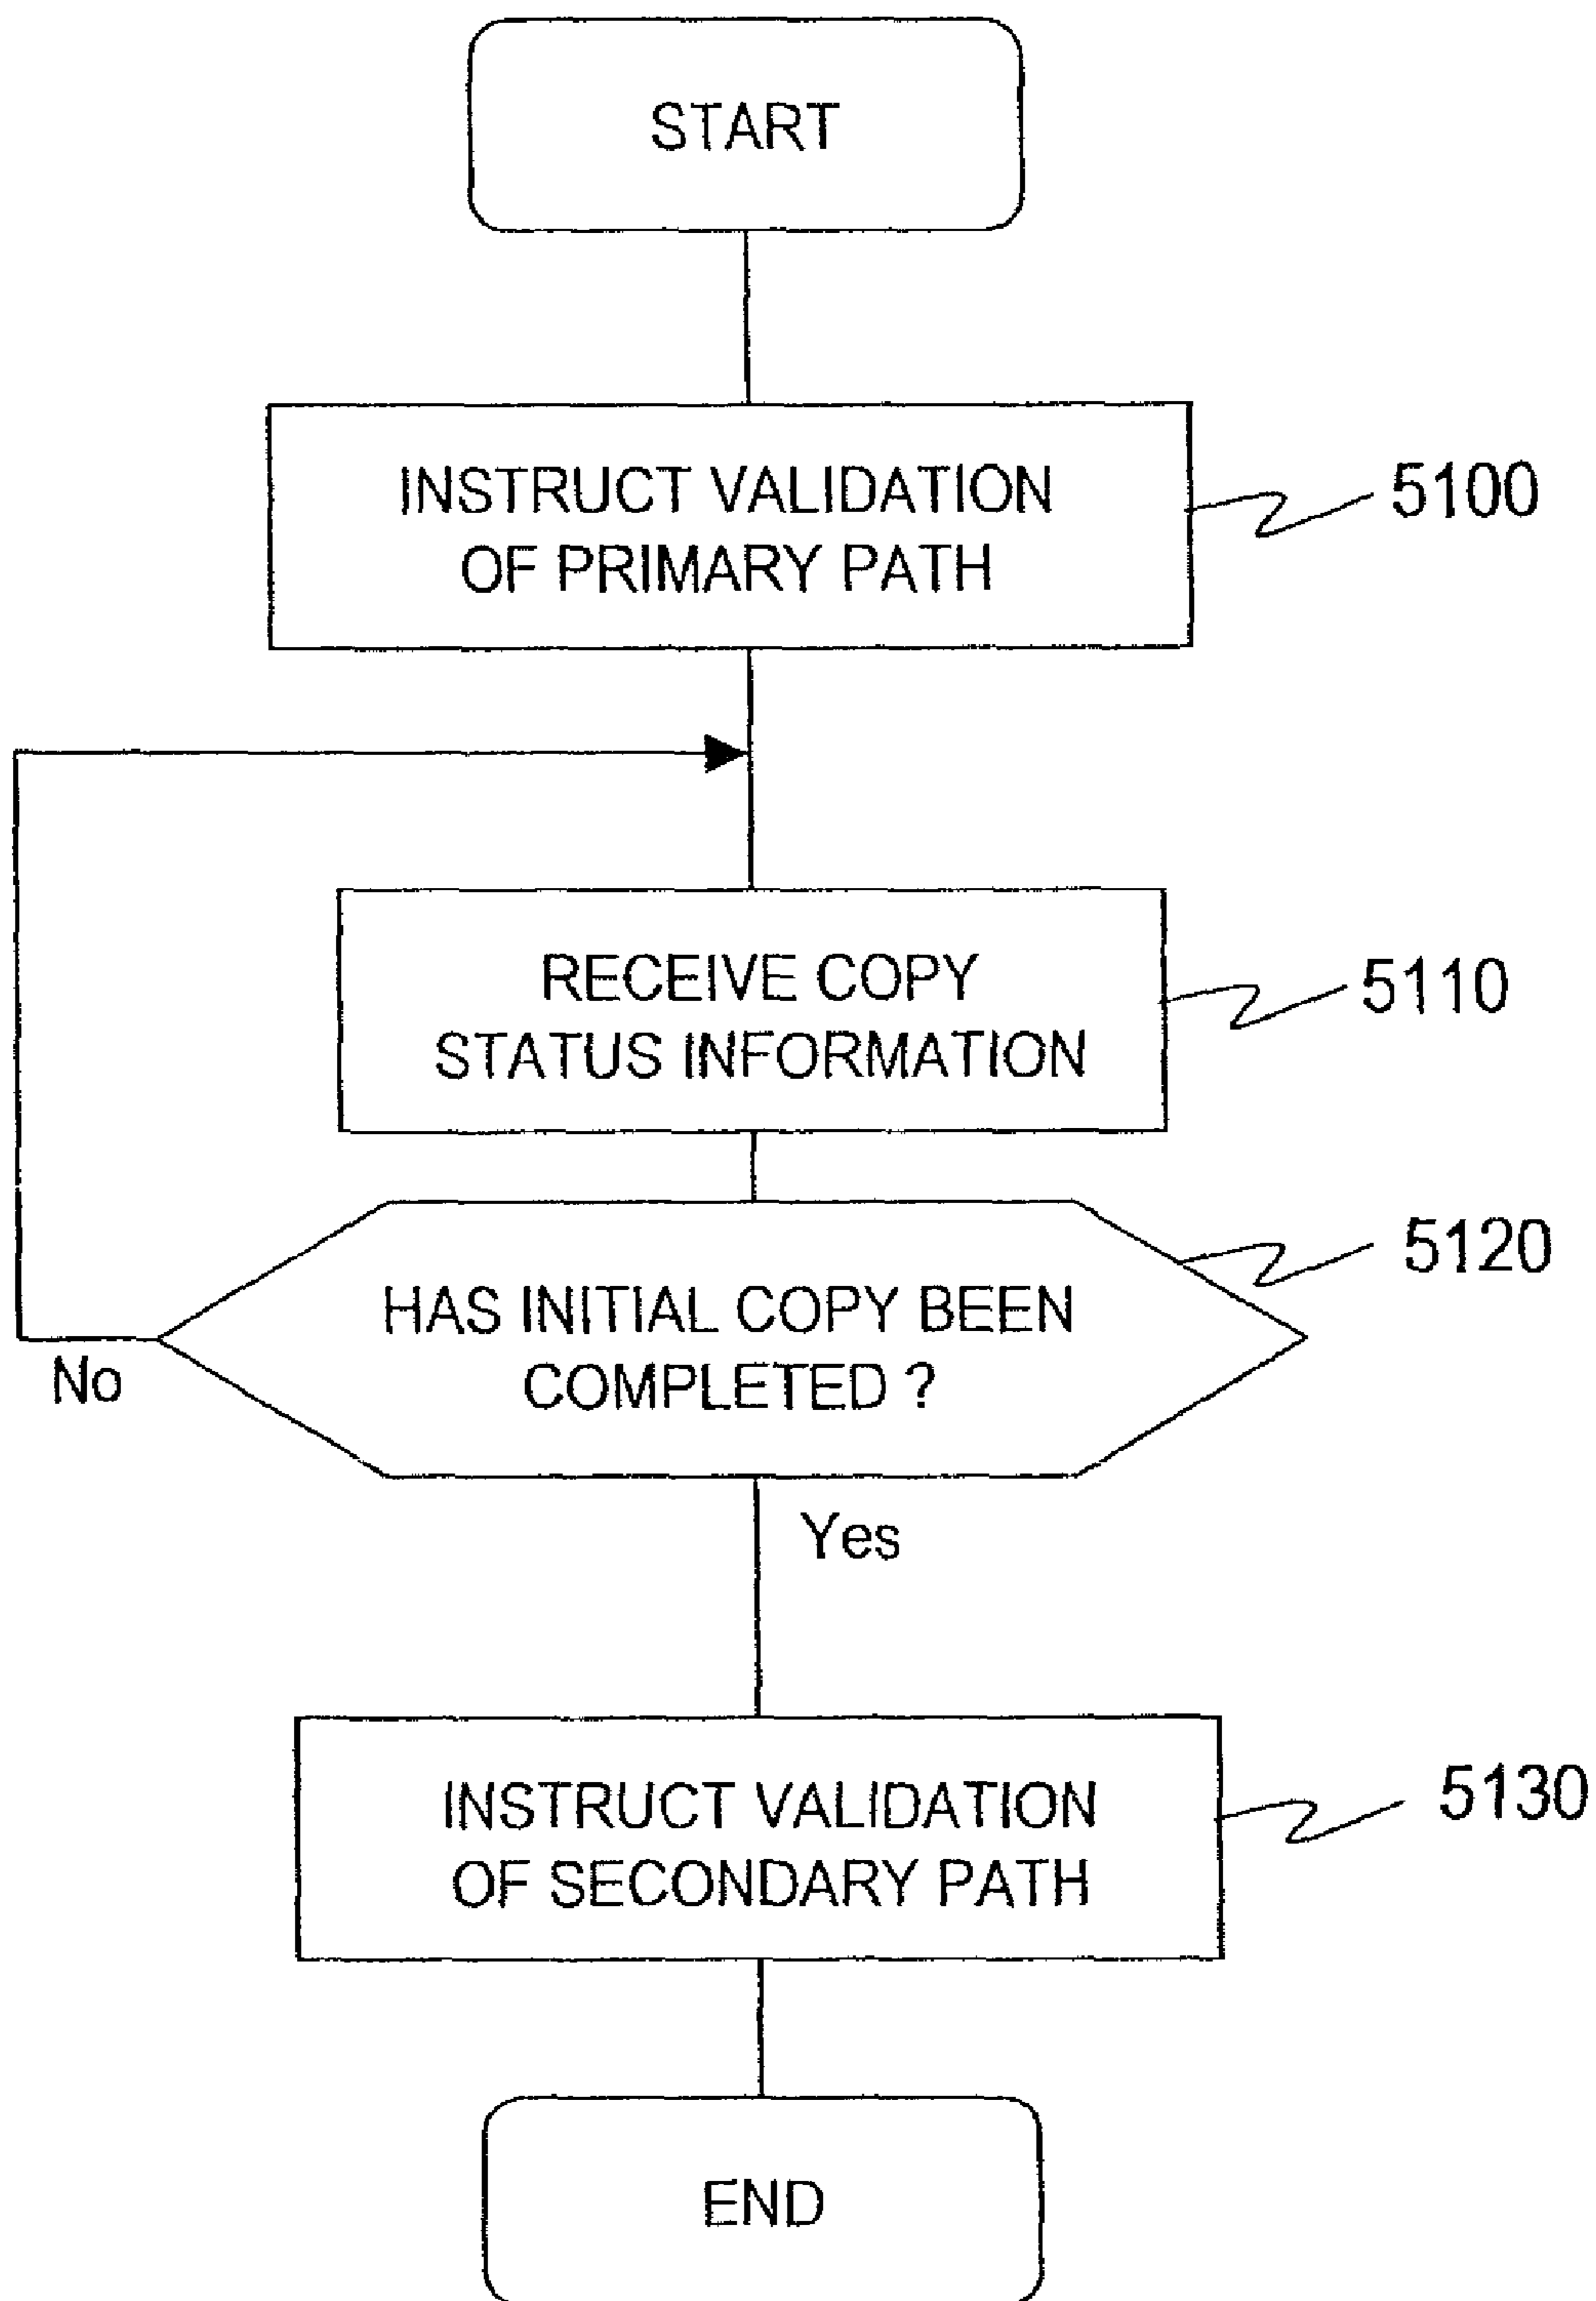 START
INSTRUCT VALIDATION
OF PRIMARY PATH
5100
RECEIVE COPY
STATUS INFORMATION
5110
HAS INITIAL COPY BEEN
COMPLETED ?
5120
No
Yes
INSTRUCT VALIDATION
OF SECONDARY PATH
5130
END